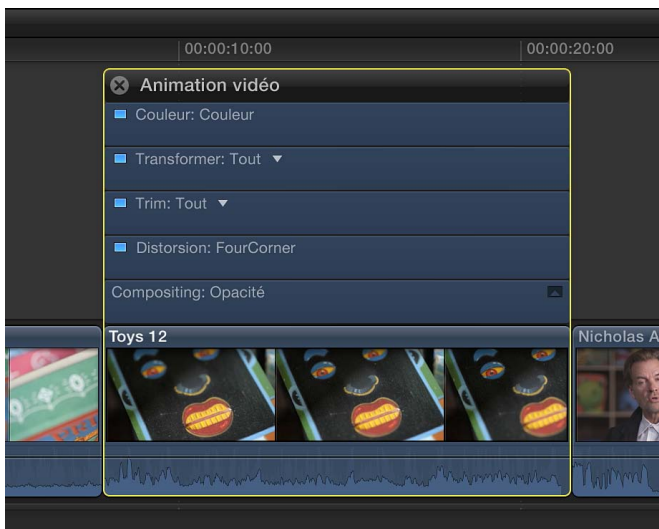 00:00:10:00 00:00:20:00
Animation vidéo
Couleur: Couleur
Transformer: Tout
Trim: Tout
Distorsion: FourCorner
Compositing: Opacité
Toys 12
Nicholas A